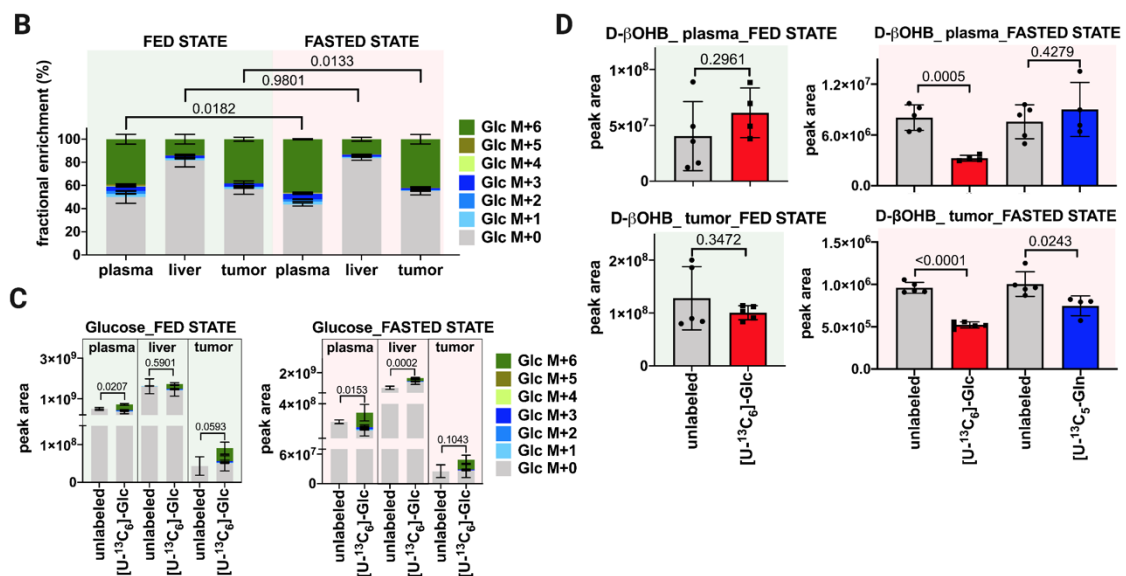 B
FED STATE
FASTED STATE
0.0133
0.9801
0.0182
fractional enrichment (%)
100
80
60
40
20
0
plasma
liver
tumor
plasma
liver
tumor
Glc M+6
Glc M+5
Glc M+4
Glc M+3
Glc M+2
Glc M+1
Glc M+0
C
Glucose_FED STATE
plasma
liver
tumor
peak area
3×10⁹
1×10⁹
1×10⁸
0
0.0207
0.5901
0.0593
unlabeled
[U-¹³C₆]-Glc
unlabeled
[U-¹³C₆]-Glc
unlabeled
[U-¹³C₆]-Glc
Glucose_FASTED STATE
plasma
liver
tumor
peak area
2×10⁹
4×10⁸
6×10⁷
0
0.0153
0.0002
0.1043
unlabeled
[U-¹³C₆]-Glc
unlabeled
[U-¹³C₆]-Glc
unlabeled
[U-¹³C₆]-Glc
Glc M+6
Glc M+5
Glc M+4
Glc M+3
Glc M+2
Glc M+1
Glc M+0
D
D-βOHB_ plasma_FED STATE
peak area
1×10⁸
5×10⁷
0
0.2961
D-βOHB_ plasma_FASTED STATE
peak area
1.2×10⁷
6.0×10⁶
0.0
0.0005
0.4279
D-βOHB_tumor_FED STATE
peak area
2×10⁸
1×10⁸
0
0.3472
unlabeled
[U-¹³C₆]-Glc
D-βOHB_tumor_FASTED STATE
peak area
1.5×10⁶
1.0×10⁶
5.0×10⁵
0.0
<0.0001
0.0243
unlabeled
[U-¹³C₆]-Glc
unlabeled
[U-¹³C₅-Gln